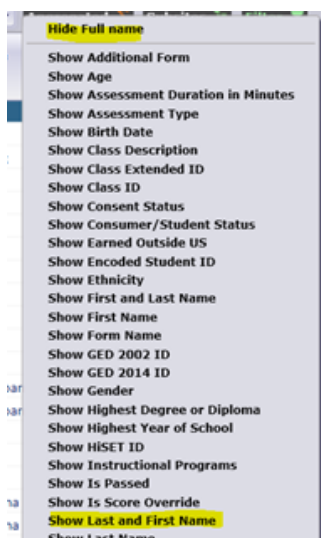 Hide Full name
Show Additional Form
Show Age
Show Assessment Duration in Minutes
Show Assessment Type
Show Birth Date
Show Class Description
Show Class Extended ID
Show Class ID
Show Consent Status
Show Consumer/Student Status
Show Earned Outside US
Show Encoded Student ID
Show Ethnicity
Show First and Last Name
Show First Name
Show Form Name
Show GED 2002 ID
Show GED 2014 ID
Show Gender
Show Highest Degree or Diploma
Show Highest Year of School
Show HiSET ID
Show Instructional Programs
Show Is Passed
Show Is Score Override
Show Last and First Name
Show Last Name